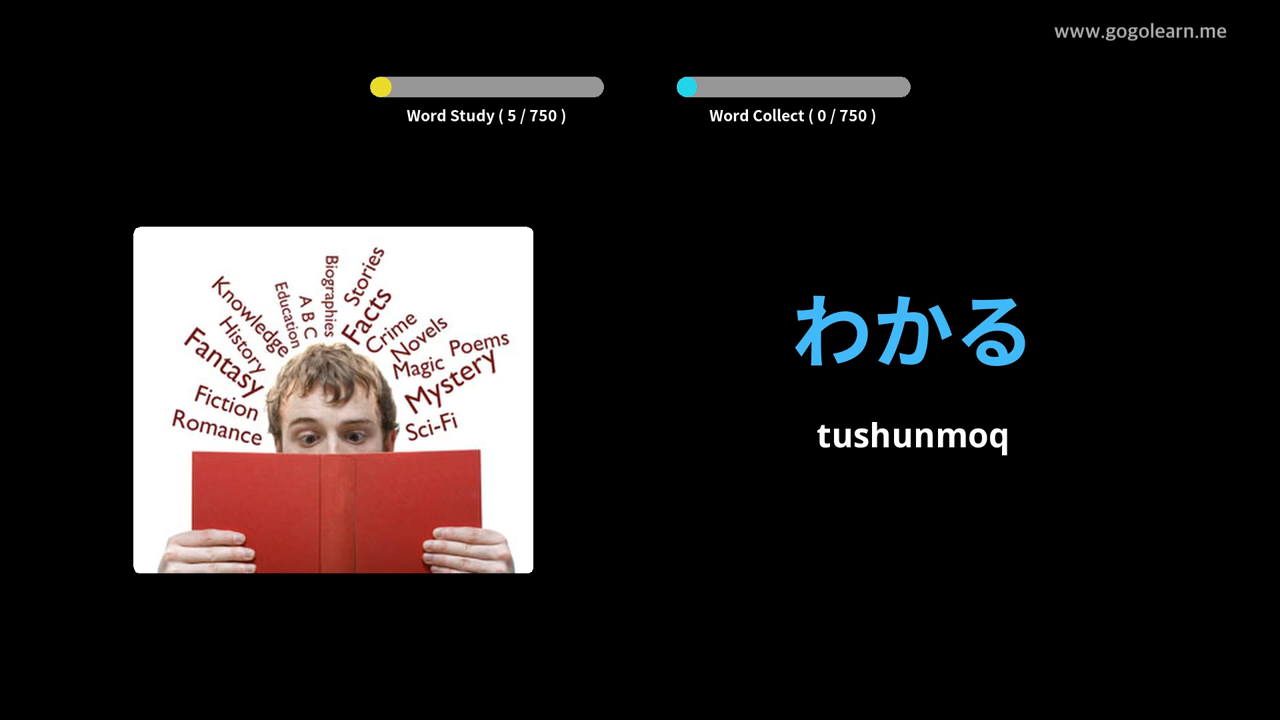 www.gogolearn.me
Word Study ( 5 / 750 )
Word Collect ( 0 / 750 )
Biographies
Stories
Education
A B C
Facts
Knowledge
Crime
History
Novels
Fantasy
Magic
Poems
Mystery
Fiction
Romance
Sci-Fi
わかる
tushunmoq